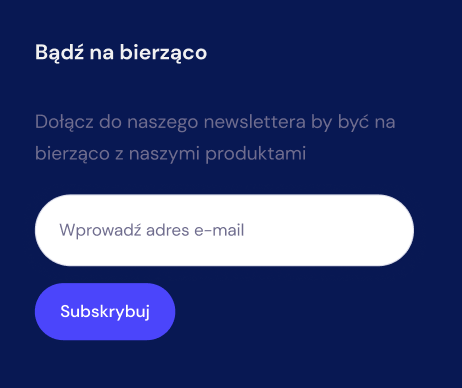 Bądź na bierząco
Dołącz do naszego newslettera by być na
bierząco z naszymi produktami
Wprowadź adres e-mail
Subskrybuj